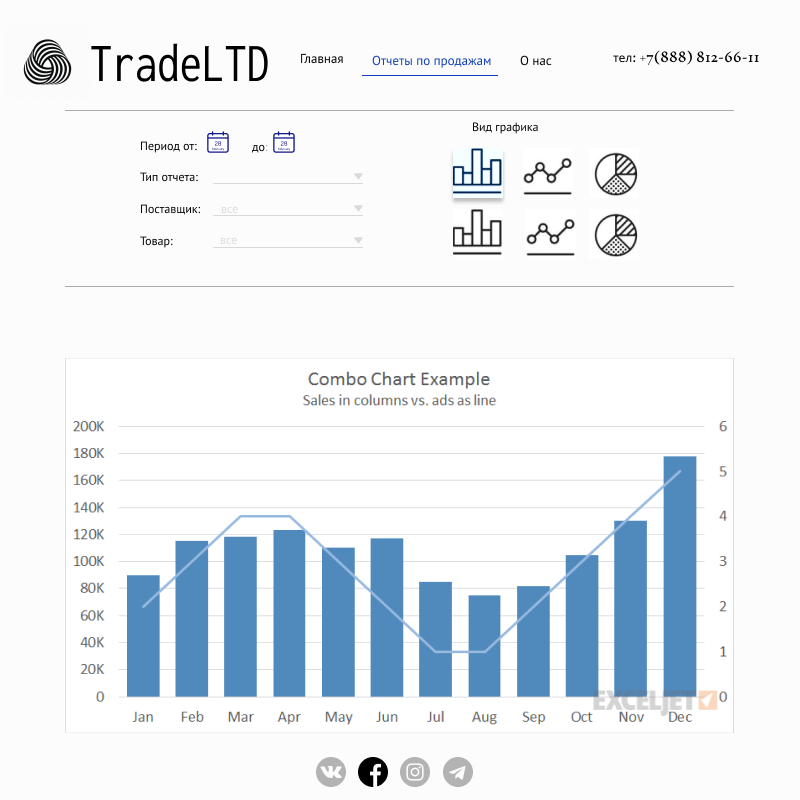 TradeLTD
Главная
Отчеты по продажам
О нас
тел: +7(888) 812-66-11
Период от:
28
february
до:
28
february
Тип отчета:
Поставщик:
все
Товар:
все
Вид графика
Combo Chart Example
Sales in columns vs. ads as line
200K
180K
160K
140K
120K
100K
80K
60K
40K
20K
0
6
5
4
3
2
1
0
Jan Feb Mar Apr May Jun Jul Aug Sep Oct Nov Dec
EXCELJET